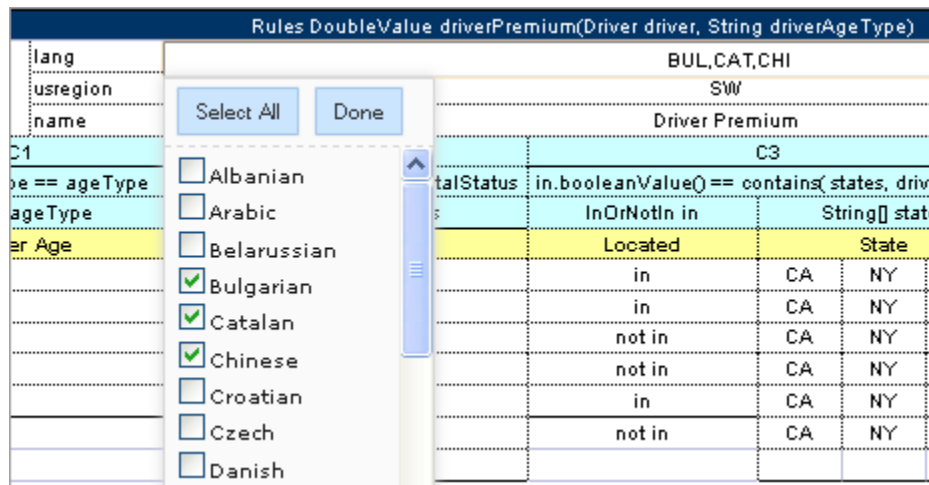 Rules DoubleValue driverPremium(Driver driver, String driverAgeType)
lang BUL,CAT,CHI
usregion SW
name Driver Premium
Select All Done
C1 C3
pe == ageType talStatus in.booleanValue() == contains( states, driv
ageType s InOrNotIn in String[] stat
er Age Located State
Albanian
Arabic
Belarussian
Bulgarian
Catalan
Chinese
Croatian
Czech
Danish
in CA NY
in CA NY
not in CA NY
not in CA NY
in CA NY
not in CA NY